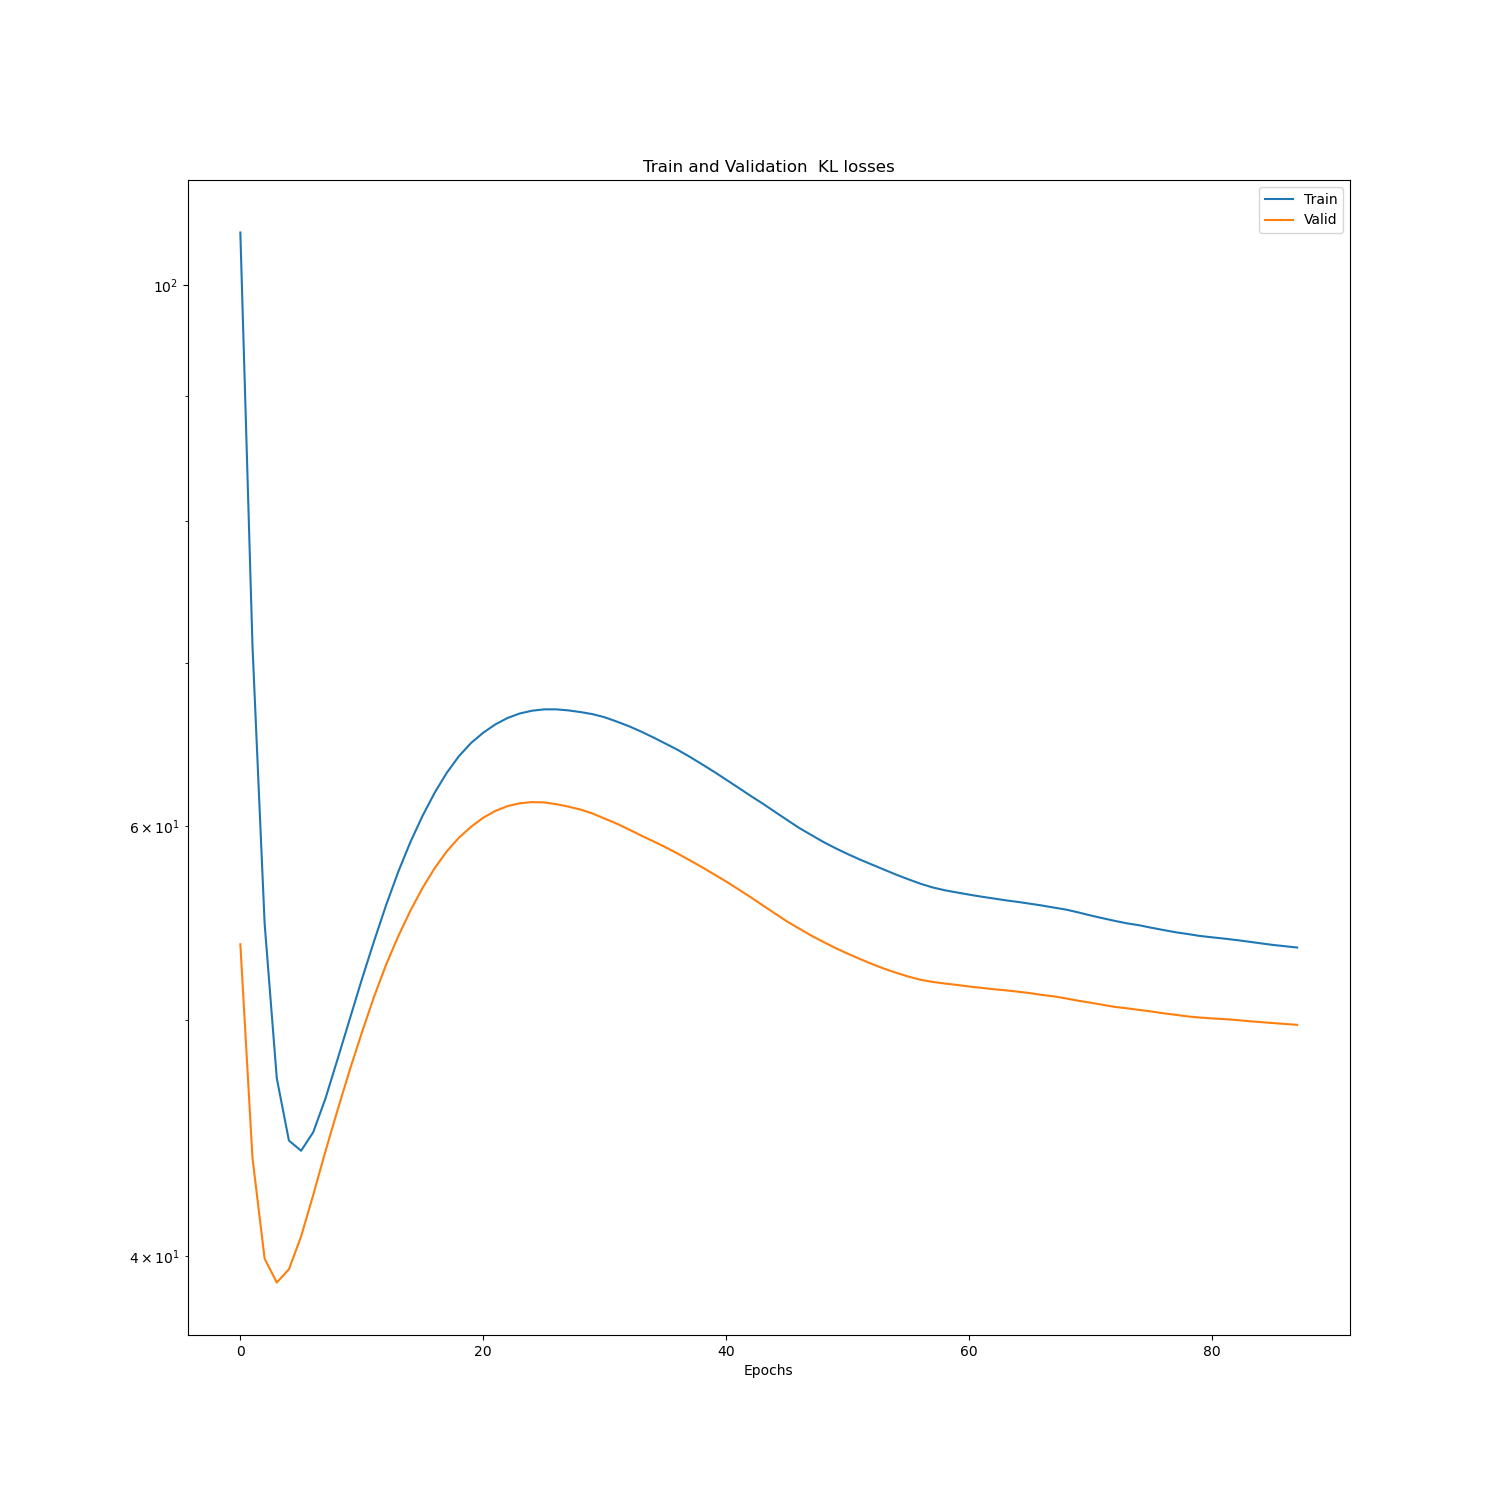 Train and Validation  KL losses
Train
Valid
10²
6 × 10¹
4 × 10¹
0 20 40 60 80
Epochs